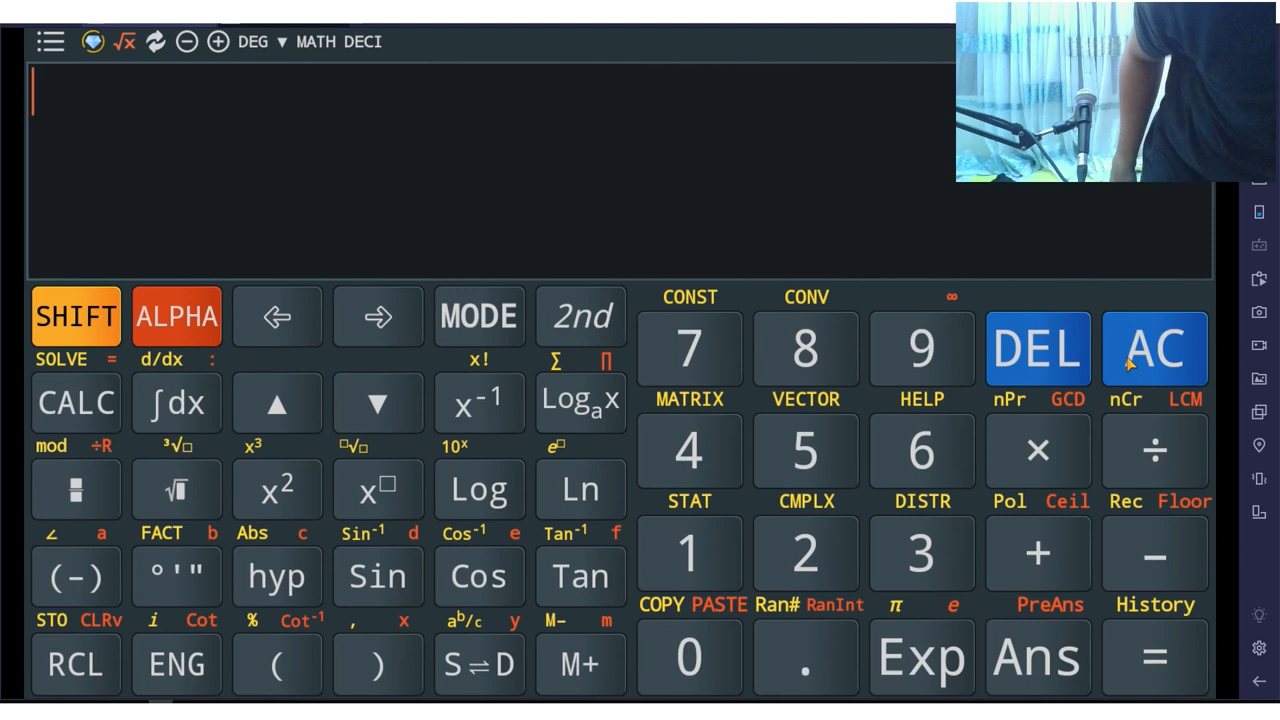 √x DEG ▼ MATH DECI
SHIFT ALPHA MODE 2nd
CONST CONV ∞
7 8 9 DEL AC
SOLVE = d/dx : x! ∑ ∏
CALC ∫dx ▲ ▼ x⁻¹ Logₐx
MATRIX VECTOR HELP nPr GCD nCr LCM
4 5 6 × ÷
mod ÷R ³√□ x³ □√□ 10ˣ e□
√ x² x□ Log Ln
STAT CMPLX DISTR Pol Ceil Rec Floor
1 2 3 + −
∠ a FACT b Abs c Sin⁻¹ d Cos⁻¹ e Tan⁻¹ f
(−) °'" hyp Sin Cos Tan
COPY PASTE Ran# RanInt π e PreAns History
0 . Exp Ans =
STO CLRv i Cot % Cot⁻¹ , x aᵇ/c y M− m
RCL ENG ( ) S⇌D M+